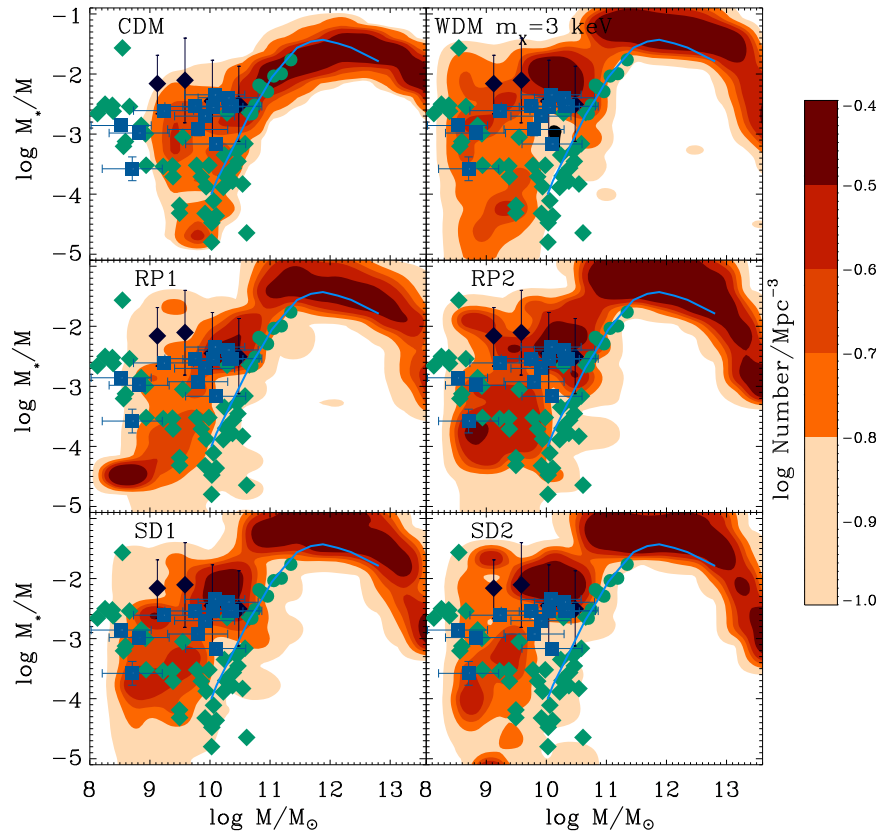 CDM
WDM m =3 keV
x
RP1
RP2
SD1
SD2
log M*/M
−1
−2
−3
−4
−5
log M*/M
−2
−3
−4
−5
log M*/M
−2
−3
−4
−5
8 9 10 11 12 13
8 9 10 11 12 13
log M/M⊙
log M/M⊙
log Number/Mpc⁻³
−0.4
−0.5
−0.6
−0.7
−0.8
−0.9
−1.0